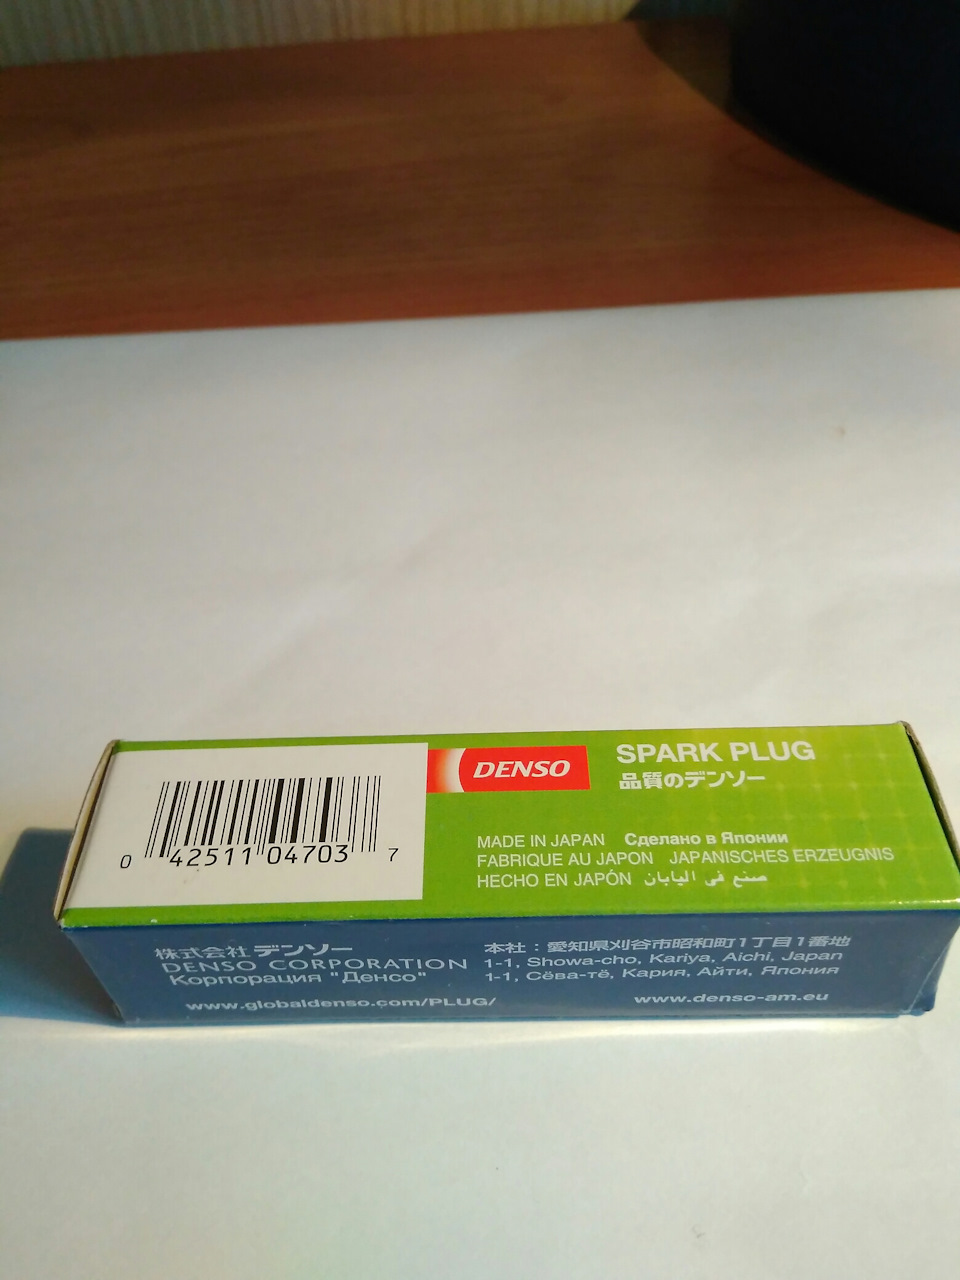 0 42511 04703 7
DENSO
SPARK PLUG
品質のデンソー
MADE IN JAPAN Сделано в Японии
FABRIQUE AU JAPON JAPANISCHES ERZEUGNIS
HECHO EN JAPÓN صنع فى اليابان
株式会社デンソー
DENSO CORPORATION
Корпорация "Денсо"
本社：愛知県刈谷市昭和町1丁目1番地
1-1, Showa-cho, Kariya, Aichi, Japan
1-1, Сёва-тё, Кария, Айти, Япония
www.globaldenso.com/PLUG/
www.denso-am.eu